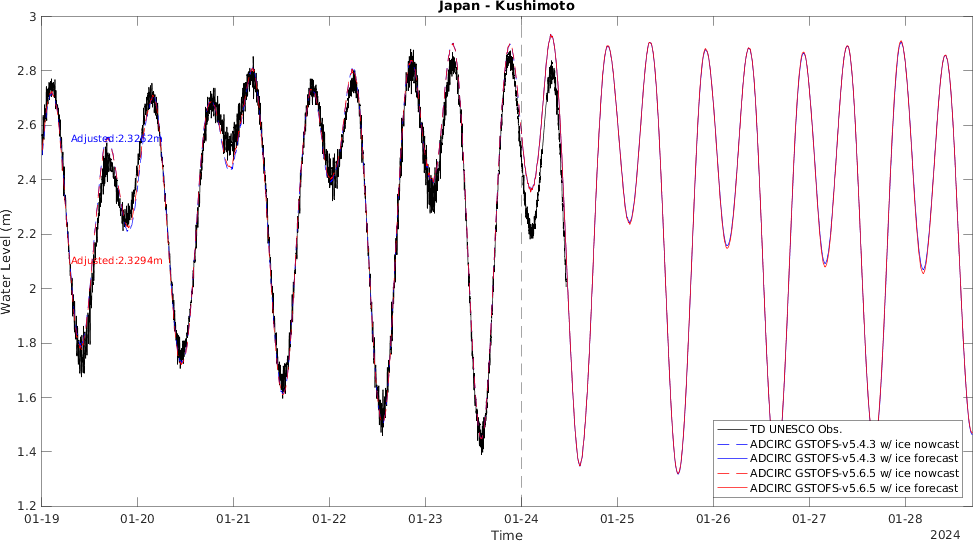 Japan - Kushimoto
3
2.8
2.6
2.4
2.2
2
1.8
1.6
1.4
1.2
Water Level (m)
Adjusted:2.3252m
Adjusted:2.3294m
TD UNESCO Obs.
ADCIRC GSTOFS-v5.4.3 w/ ice nowcast
ADCIRC GSTOFS-v5.4.3 w/ ice forecast
ADCIRC GSTOFS-v5.6.5 w/ ice nowcast
ADCIRC GSTOFS-v5.6.5 w/ ice forecast
01-19
01-20
01-21
01-22
01-23
01-24
01-25
01-26
01-27
01-28
Time
2024